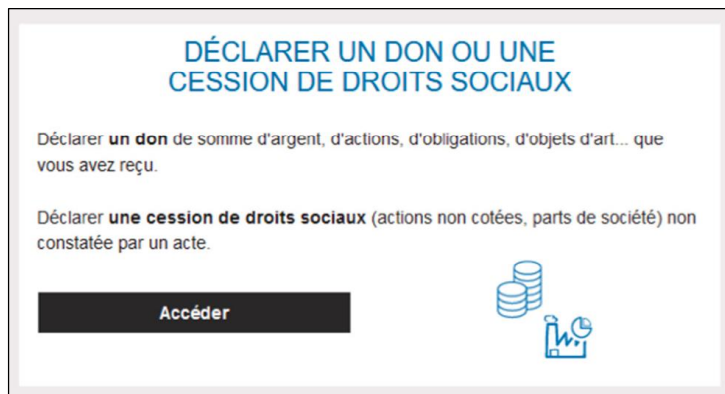 DÉCLARER UN DON OU UNE
CESSION DE DROITS SOCIAUX
Déclarer un don de somme d'argent, d'actions, d'obligations, d'objets d'art... que
vous avez reçu.
Déclarer une cession de droits sociaux (actions non cotées, parts de société) non
constatée par un acte.
Accéder